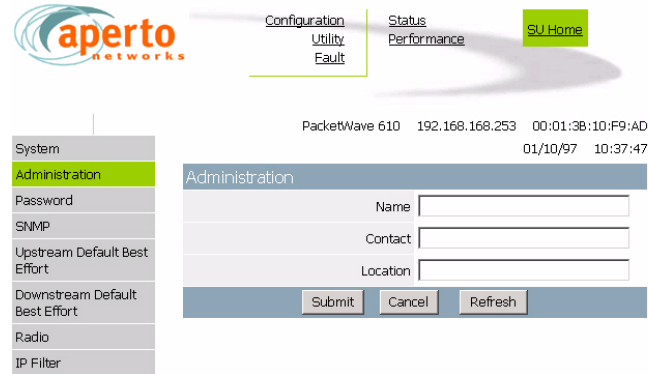 aperto
networks
Configuration
Utility
Fault
Status
Performance
SU Home
PacketWave 610 192.168.168.253 00:01:3B:10:F9:AD
01/10/97 10:37:47
System
Administration
Password
SNMP
Upstream Default Best
Effort
Downstream Default
Best Effort
Radio
IP Filter
Administration
Name
Contact
Location
Submit Cancel Refresh